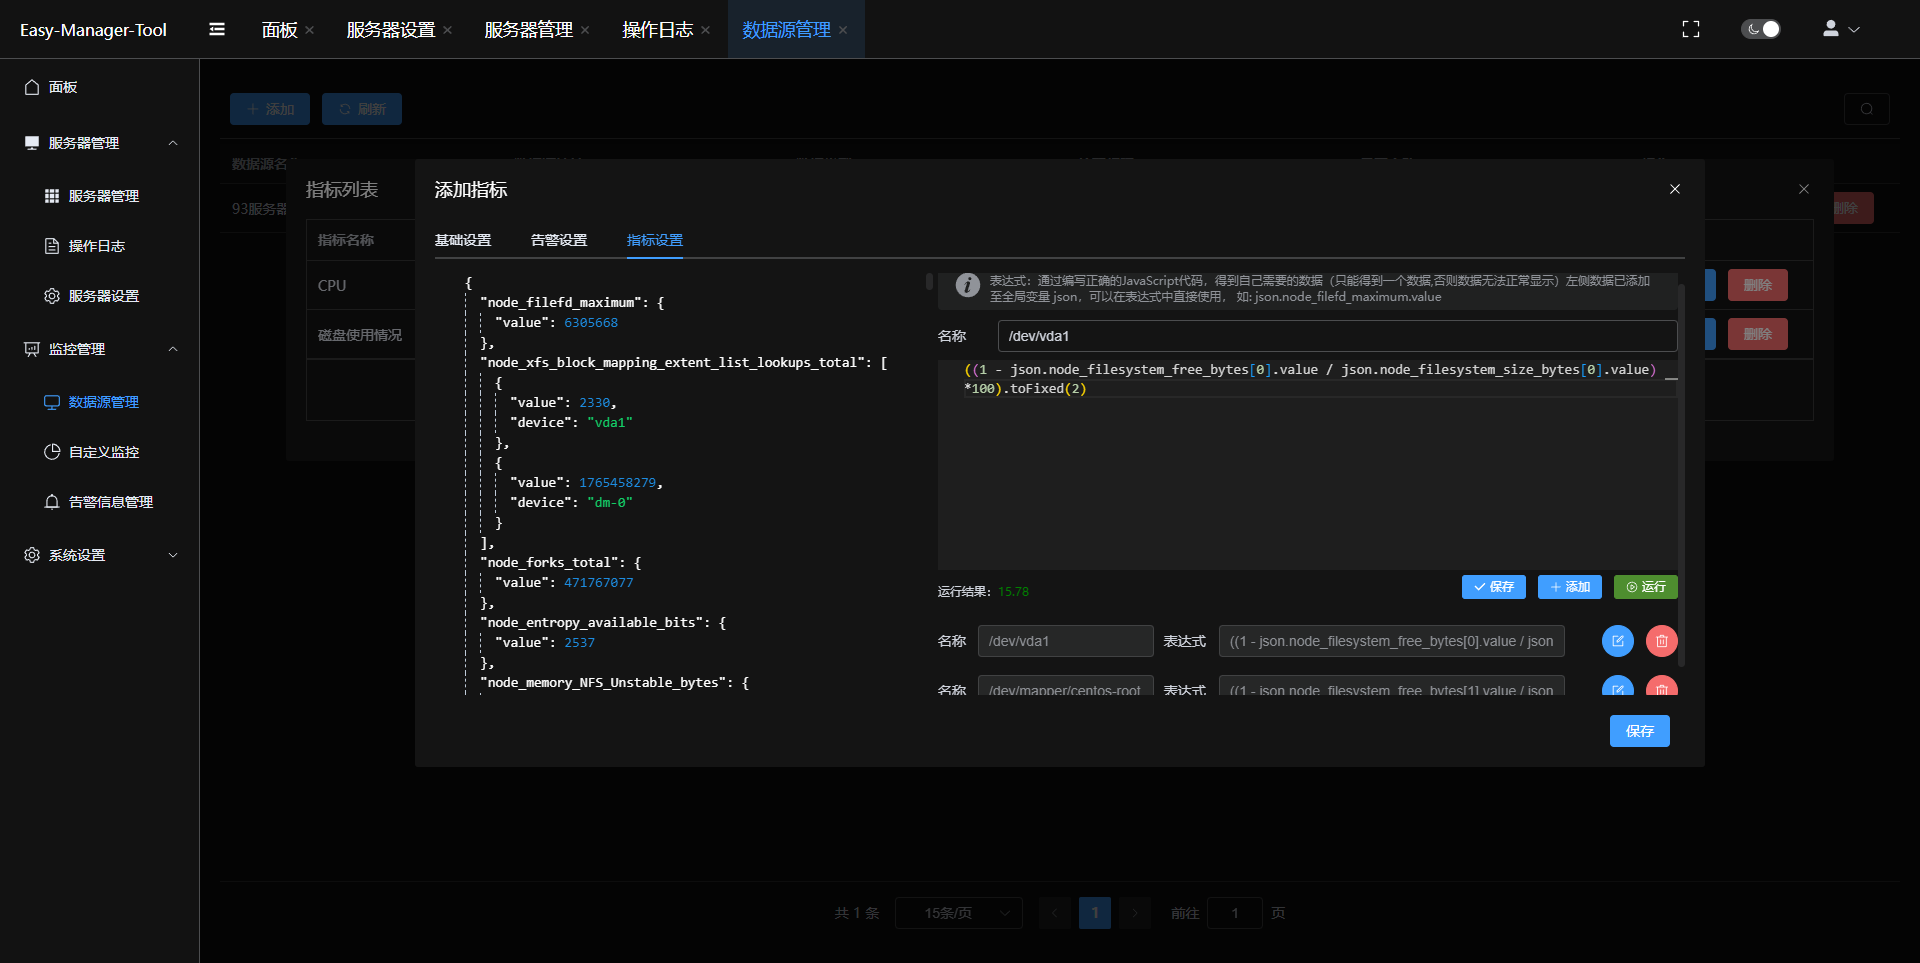 Easy-Manager-Tool
面板
服务器设置
服务器管理
操作日志
数据源管理
面板
服务器管理
服务器管理
操作日志
服务器设置
监控管理
数据源管理
自定义监控
告警信息管理
系统设置
添加
刷新
数据源名
93服务器
删除
指标列表
指标名称
CPU
磁盘使用情况
删除
删除
添加指标
基础设置
告警设置
指标设置
{
"node_filefd_maximum": {
"value": 6305668
},
"node_xfs_block_mapping_extent_list_lookups_total": [
{
"value": 2330,
"device": "vda1"
},
{
"value": 1765458279,
"device": "dm-0"
}
],
"node_forks_total": {
"value": 471767077
},
"node_entropy_available_bits": {
"value": 2537
},
"node_memory_NFS_Unstable_bytes": {
表达式：通过编写正确的JavaScript代码，得到自己需要的数据（只能得到一个数据,否则数据无法正常显示）左侧数据已添加
至全局变量 json，可以在表达式中直接使用， 如: json.node_filefd_maximum.value
名称
/dev/vda1
((1 - json.node_filesystem_free_bytes[0].value / json.node_filesystem_size_bytes[0].value)
*100).toFixed(2)
运行结果：15.78
保存
添加
运行
名称
/dev/vda1
表达式
((1 - json.node_filesystem_free_bytes[0].value / json
名称
/dev/mapper/centos-root
表达式
((1 - json.node_filesystem_free_bytes[1].value / json
保存
共 1 条
15条/页
1
前往
1
页